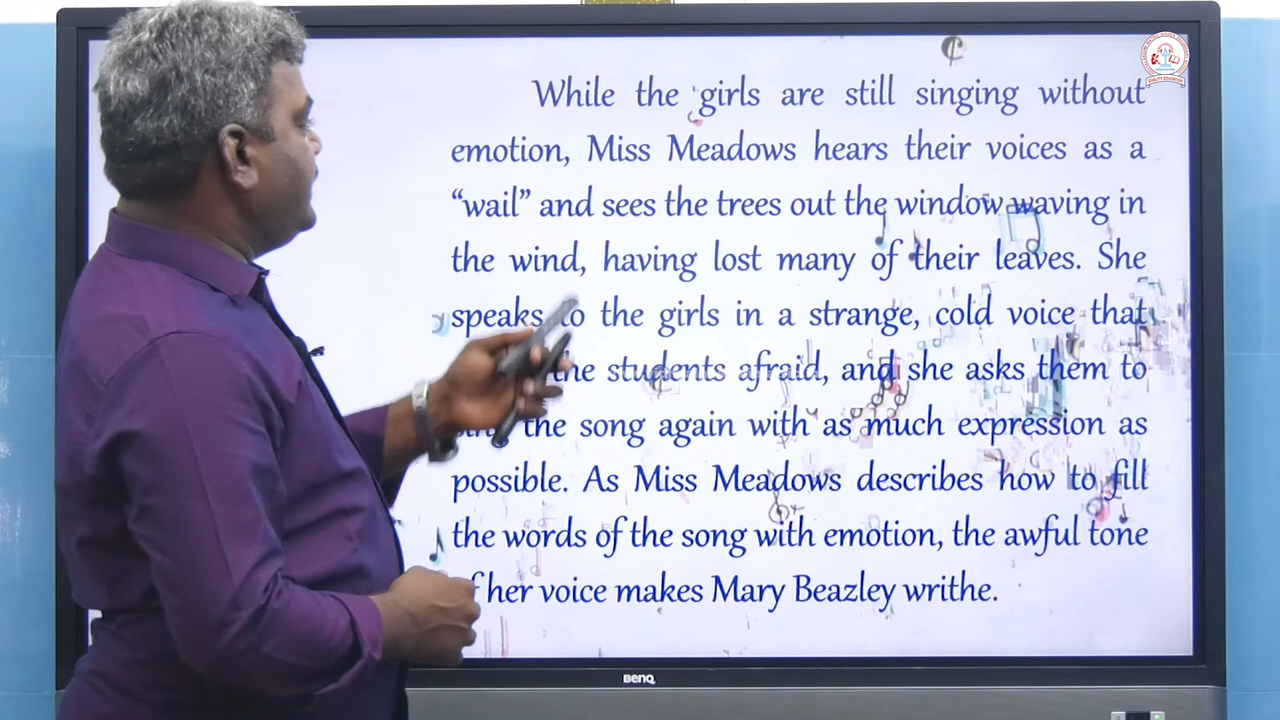 While the girls are still singing without
emotion, Miss Meadows hears their voices as a
“wail” and sees the trees out the window waving in
the wind, having lost many of their leaves. She
speaks to the girls in a strange, cold voice that
the students afraid, and she asks them to
the song again with as much expression as
possible. As Miss Meadows describes how to fill
the words of the song with emotion, the awful tone
of her voice makes Mary Beazley writhe.
BenQ